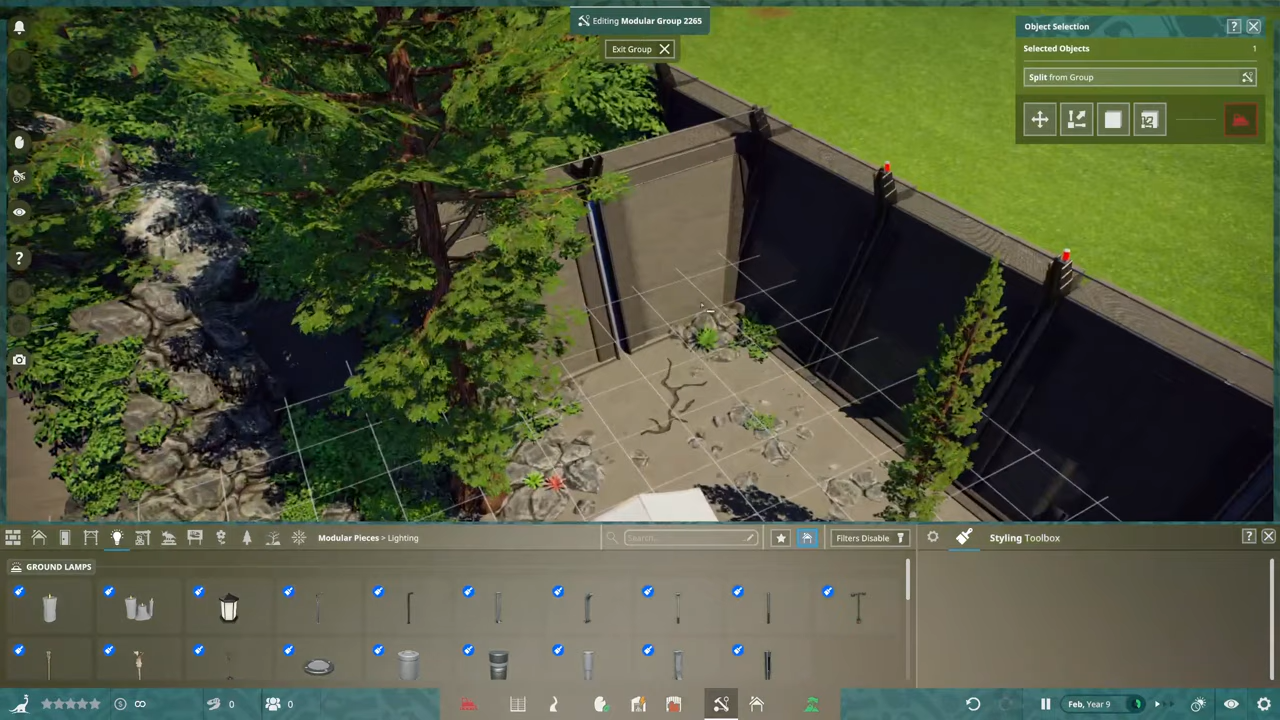 Editing Modular Group 2265
Exit Group
Object Selection
?
Selected Objects
1
Split from Group
12
?
Modular Pieces > Lighting
Search...
Filters Disable
Styling Toolbox
?
GROUND LAMPS
∞
0
0
Feb, Year 9